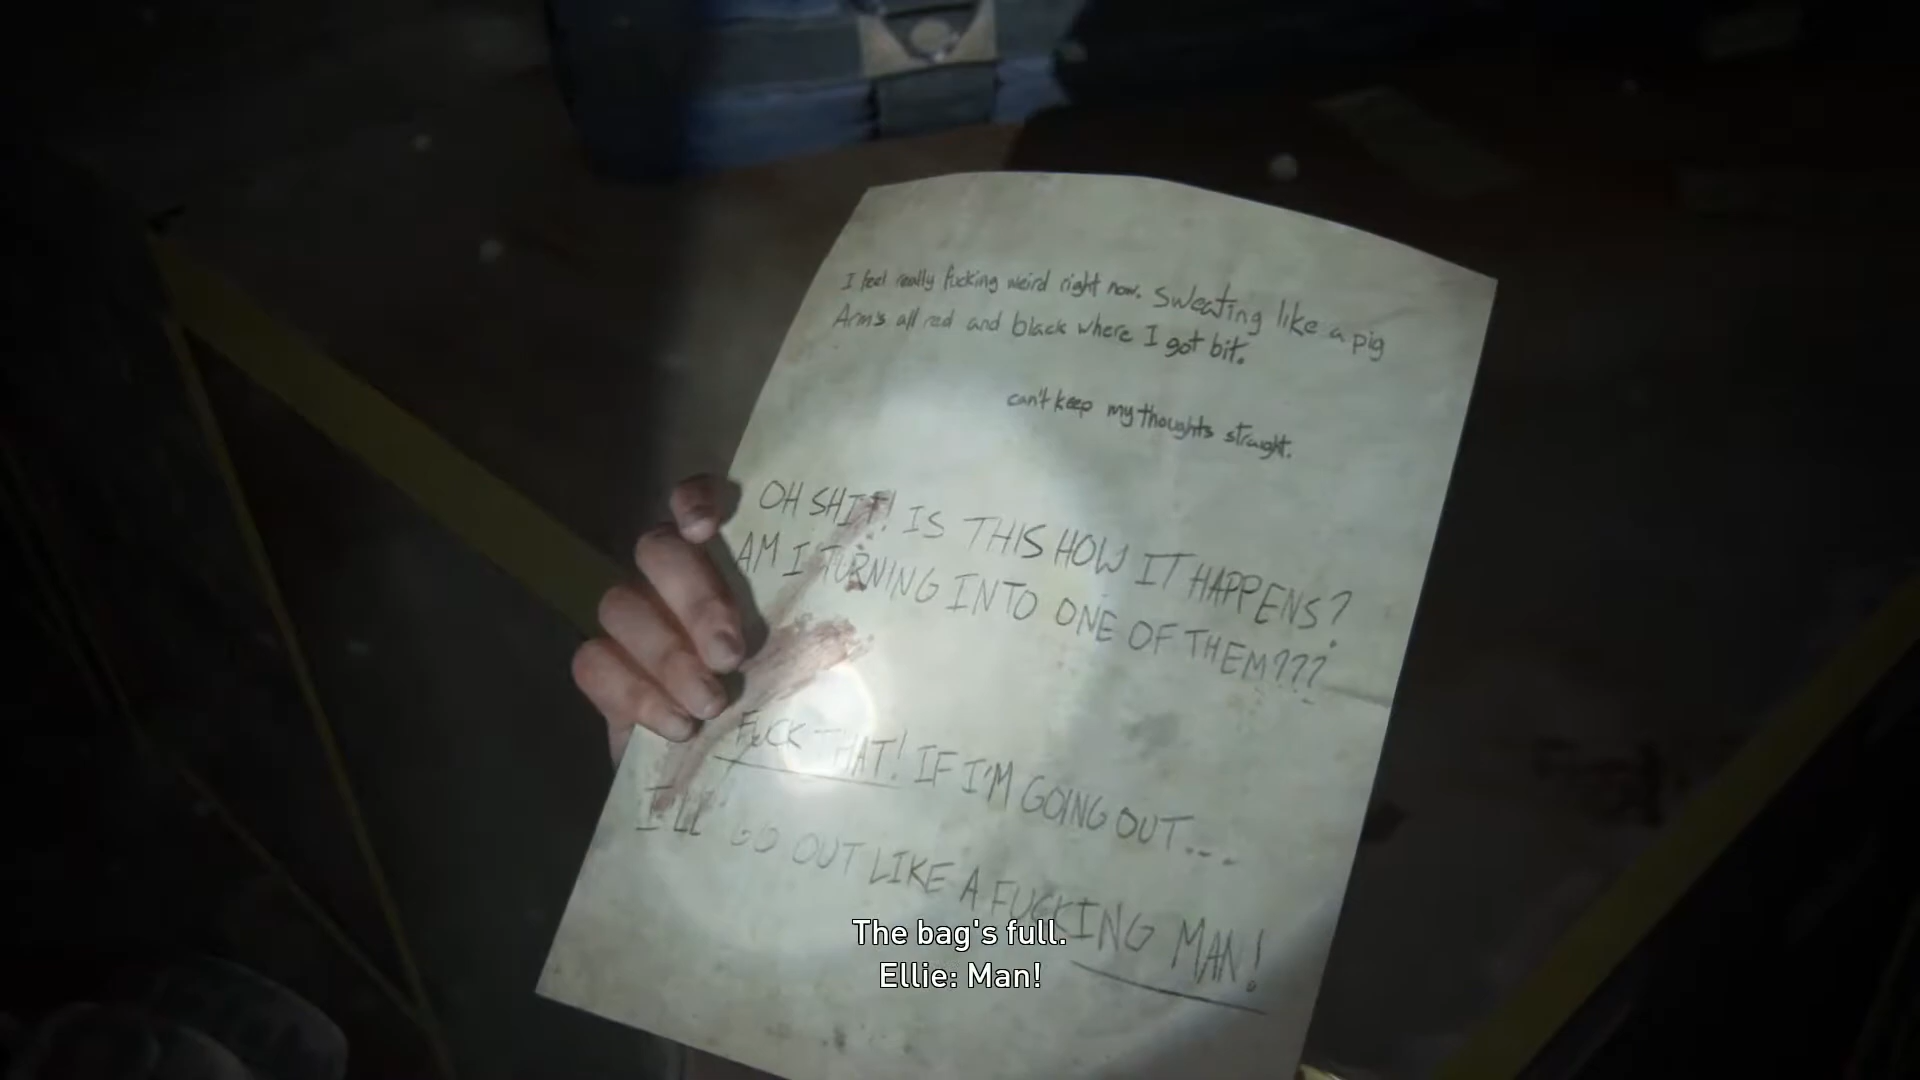 I feel really fucking weird right now. Sweating like a pig
Arm's all red and black where I got bit.
can't keep my thoughts straight.
OH SHIT! IS THIS HOW IT HAPPENS?
AM I TURNING INTO ONE OF THEM???
FUCK THAT! IF I'M GOING OUT...
I'LL GO OUT LIKE A FUCKING MAN!
The bag's full.
Ellie: Man!